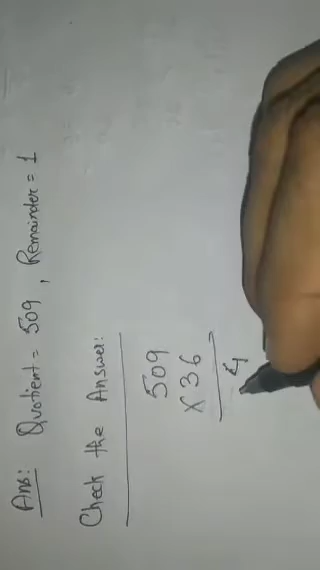 Ans: Quotient = 509, Remainder = 1
Check the Answer:
509
x 36
4